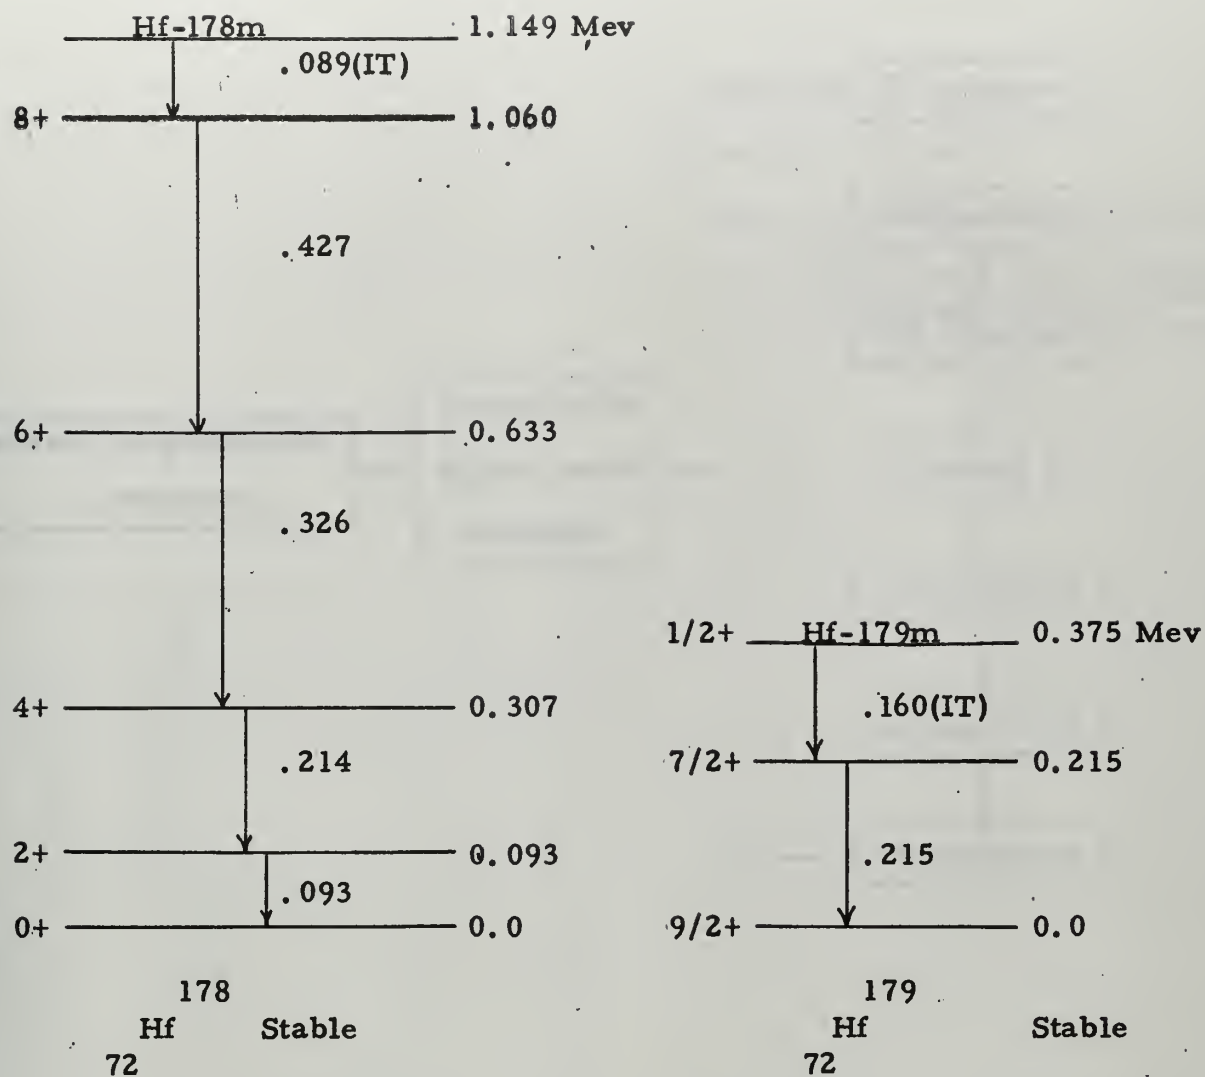 Hf-178m 1.149 Mev
.089(IT)
8+ 1.060
.427
6+ 0.633
.326
4+ 0.307
.214
2+ 0.093
.093
0+ 0.0
178
Hf Stable
72
1/2+ Hf-179m 0.375 Mev
.160(IT)
7/2+ 0.215
.215
9/2+ 0.0
179
Hf Stable
72